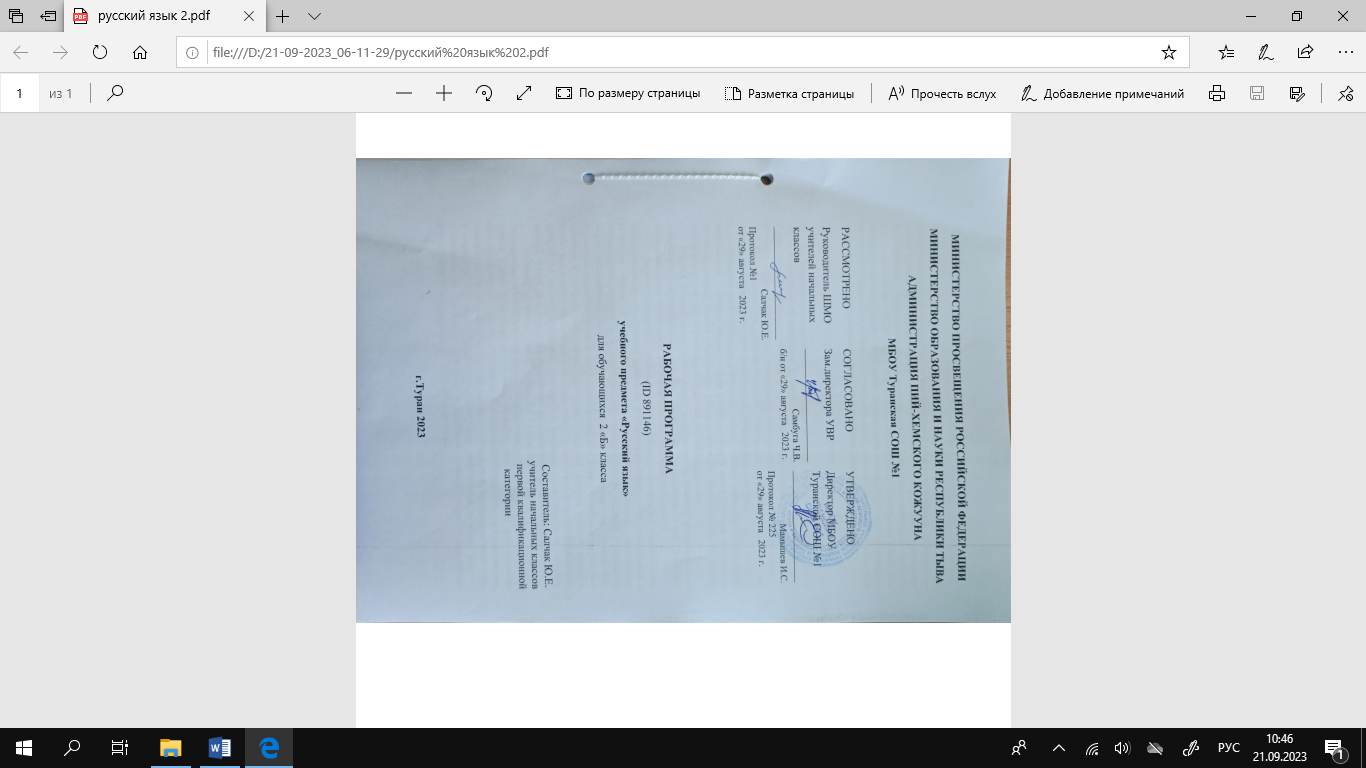 русский язык 2.pdf
file:///D:/21-09-2023_06-11-29/русский%20язык%202.pdf
1 из 1
По размеру страницы
Разметка страницы
Прочесть вслух
Добавление примечаний
МИНИСТЕРСТВО ПРОСВЕЩЕНИЯ РОССИЙСКОЙ ФЕДЕРАЦИИ
МИНИСТЕРСТВО ОБРАЗОВАНИЯ И НАУКИ РЕСПУБЛИКИ ТЫВА
АДМИНИСТРАЦИЯ ПИЙ-ХЕМСКОГО КОЖУУНА
МБОУ Туранская СОШ №1
РАССМОТРЕНО
Руководитель ШМО
учителей начальных
классов
Салчак Ю.Е.
Протокол №1
от «29» августа 2023 г.
СОГЛАСОВАНО
Зам.директора УВР
Самбуга Ч.В.
б/н от «29» августа 2023 г.
УТВЕРЖДЕНО
Директор МБОУ
Туранской СОШ №1
Мамышев И.С.
Протокол № 225
от «29» августа 2023 г.
РАБОЧАЯ ПРОГРАММА
(ID 891146)
учебного предмета «Русский язык»
для обучающихся 2 «Б» класса
Составитель: Салчак Ю.Е.
учитель начальных классов
первой квалификационной
категории
г.Туран 2023
РУС
10:46
21.09.2023
1